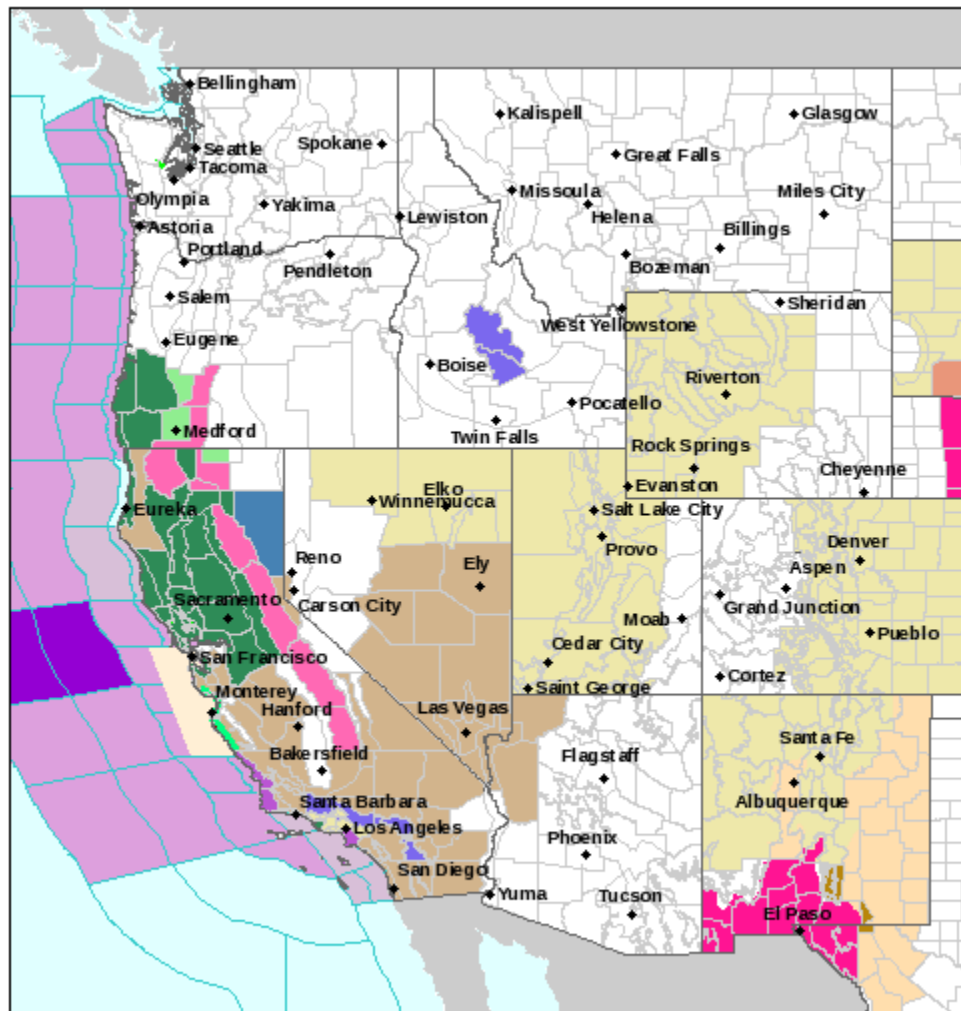 Bellingham
Kalispell
Glasgow
Spokane
Seattle
Great Falls
Tacoma
Miles City
Missoula
Olympia
Yakima
Lewiston
Helena
Astoria
Billings
Portland
Pendleton
Bozeman
Salem
Sheridan
West Yellowstone
Eugene
Boise
Riverton
Pocatello
Medford
Twin Falls
Rock Springs
Cheyenne
Evanston
Elko
Winnemucca
Eureka
Salt Lake City
Provo
Denver
Reno
Ely
Aspen
Sacramento
Carson City
Grand Junction
Moab
Pueblo
San Francisco
Cedar City
Cortez
Monterey
Saint George
Hanford
Las Vegas
Santa Fe
Bakersfield
Flagstaff
Albuquerque
Santa Barbara
Los Angeles
Phoenix
San Diego
Yuma
Tucson
El Paso